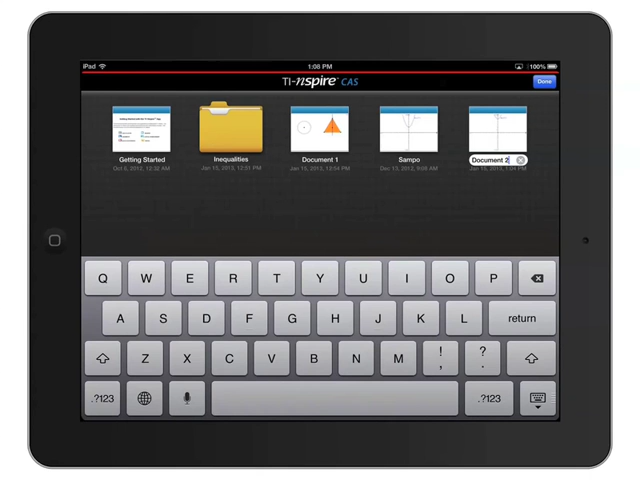 iPad 1:08 PM 100%
TI-nspire™ CAS Done
Getting Started Inequalities Document 1 Sampo Document 2
Oct 8, 2013, 12:32 AM Jan 15, 2013, 12:51 PM Jan 15, 2013, 12:54 PM Dec 13, 2012, 9:08 AM Jan 15, 2013, 1:04 PM
Q W E R T Y U I O P
A S D F G H J K L return
Z X C V B N M ! , ? .
.?123 .?123